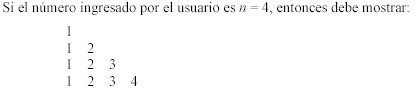 Si el número ingresado por el usuario es n = 4, entonces debe mostrar:
1
1 2
1 2 3
1 2 3 4